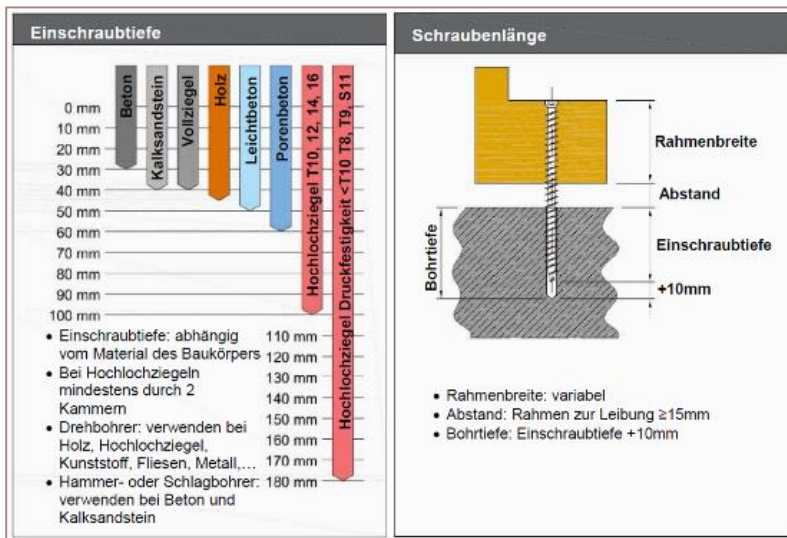 Einschraubtiefe
Beton
Kalksandstein
Vollziegel
Holz
Leichtbeton
Porenbeton
Hochlochziegel T10, 12, 14, 16
Hochlochziegel Druckfestigkeit <T10 T8, T9, S11
0 mm
10 mm
20 mm
30 mm
40 mm
50 mm
60 mm
70 mm
80 mm
90 mm
100 mm
110 mm
120 mm
130 mm
140 mm
150 mm
160 mm
170 mm
180 mm
• Einschraubtiefe: abhängig
vom Material des Baukörpers
• Bei Hochlochziegeln
mindestens durch 2
Kammern
• Drehbohrer: verwenden bei
Holz, Hochlochziegel,
Kunststoff, Fliesen, Metall,...
• Hammer- oder Schlagbohrer:
verwenden bei Beton und
Kalksandstein
Schraubenlänge
Rahmenbreite
Abstand
Einschraubtiefe
+10mm
Bohrtiefe
• Rahmenbreite: variabel
• Abstand: Rahmen zur Leibung ≥15mm
• Bohrtiefe: Einschraubtiefe +10mm